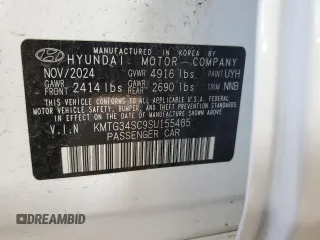 MANUFACTURED IN KOREA BY
HYUNDAI MOTOR COMPANY
NOV/2024 GVWR 4916 lbs PAINT UYH
GAWR FRONT 2414 lbs GAWR REAR 2690 lbs TRIM NNB
THIS VEHICLE CONFORMS TO ALL APPLICABLE U.S.
FEDERAL MOTOR VEHICLE SAFETY, BUMPER, AND
THEFT PREVENTION STANDARDS IN EFFECT ON THE
DATE OF MANUFACTURE SHOWN ABOVE.
V.I.N KMTG34SC9SU155485
PASSENGER CAR
DREAMBID